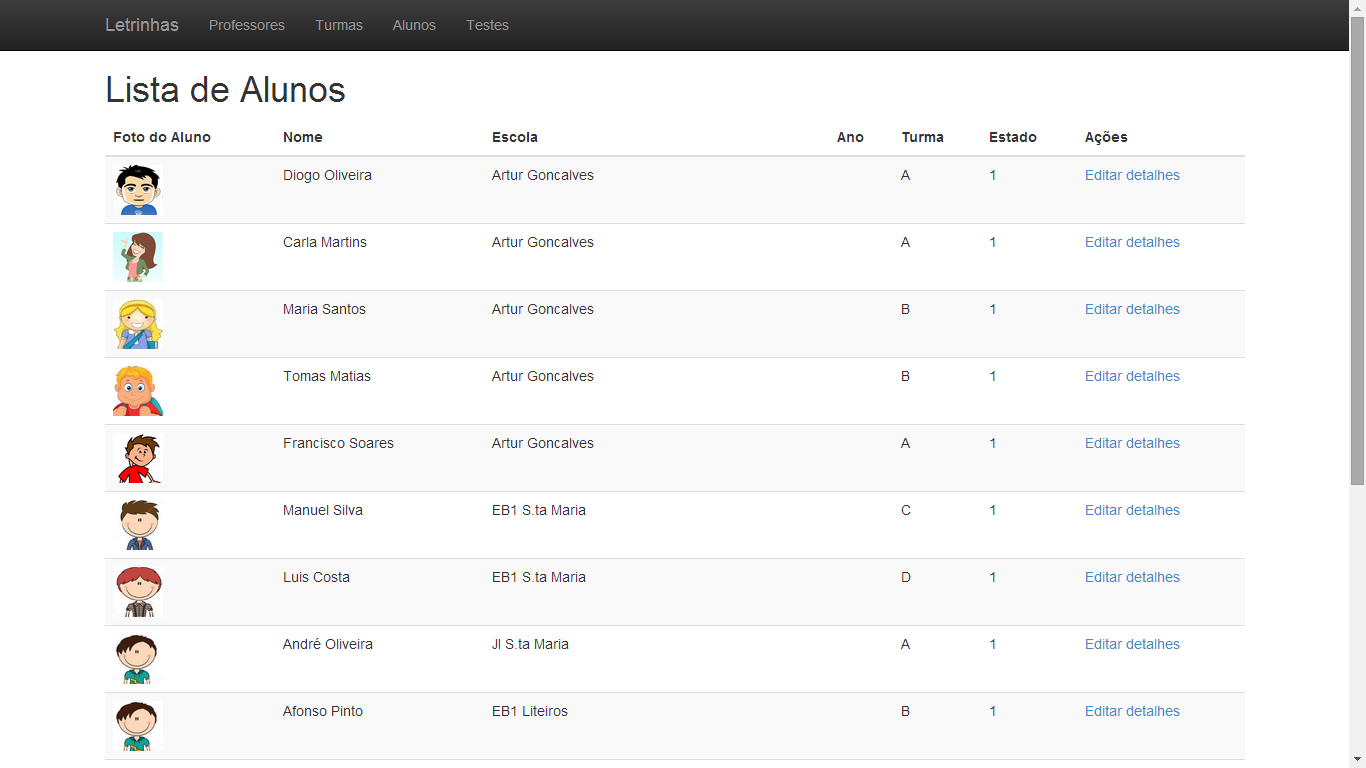 Letrinhas Professores Turmas Alunos Testes
Lista de Alunos
Foto do Aluno Nome Escola Ano Turma Estado Ações
Diogo Oliveira Artur Goncalves A 1 Editar detalhes
Carla Martins Artur Goncalves A 1 Editar detalhes
Maria Santos Artur Goncalves B 1 Editar detalhes
Tomas Matias Artur Goncalves B 1 Editar detalhes
Francisco Soares Artur Goncalves A 1 Editar detalhes
Manuel Silva EB1 S.ta Maria C 1 Editar detalhes
Luis Costa EB1 S.ta Maria D 1 Editar detalhes
André Oliveira JI S.ta Maria A 1 Editar detalhes
Afonso Pinto EB1 Liteiros B 1 Editar detalhes